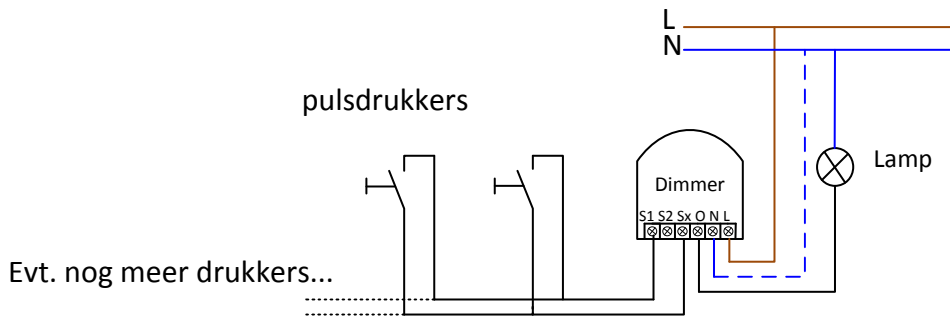 L
N
pulsdrukkers
Lamp
Dimmer
S1 S2 Sx O N L
Evt. nog meer drukkers...